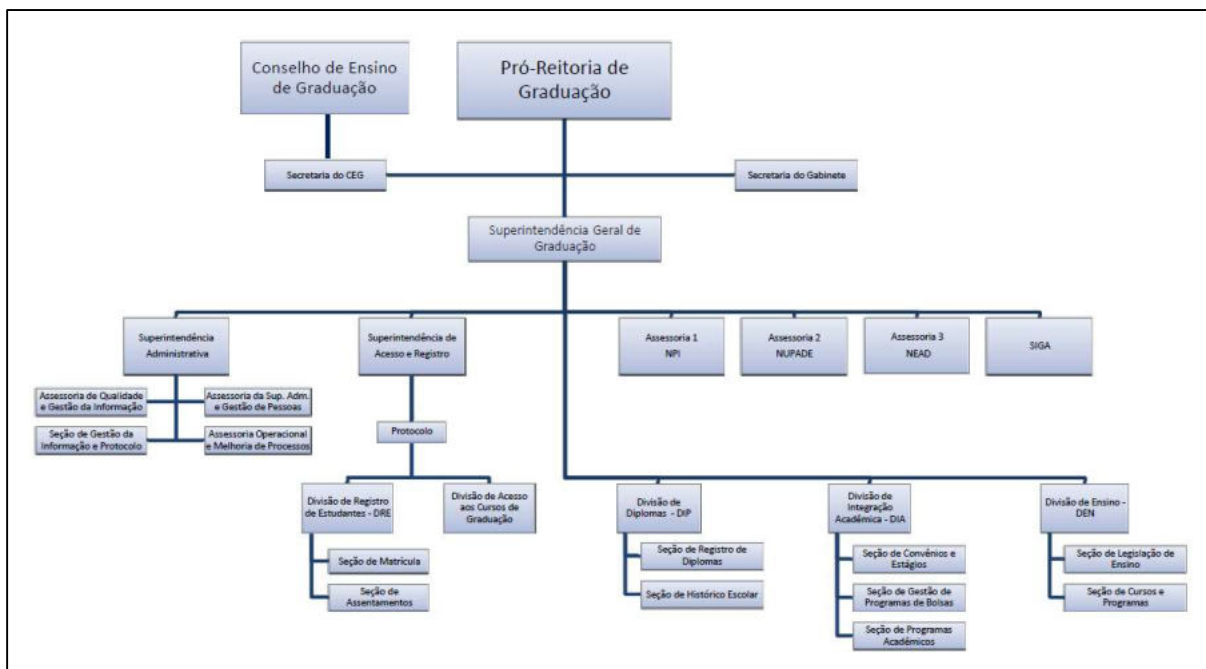 Conselho de Ensino
de Graduação
Pró-Reitoria de
Graduação
Secretaria do CEG
Secretaria do Gabinete
Superintendência Geral de
Graduação
Superintendência
Administrativa
Superintendência de
Acesso e Registro
Assessoria 1
NPI
Assessoria 2
NUPADE
Assessoria 3
NEAD
SIGA
Assessoria de Qualidade
e Gestão da Informação
Assessoria da Sup. Adm.
e Gestão de Pessoas
Seção de Gestão da
Informação e Protocolo
Assessoria Operacional
e Melhoria de Processos
Protocolo
Divisão de Registro
de Estudantes - DRE
Divisão de Acesso
aos Cursos de
Graduação
Divisão de
Diplomas - DIP
Divisão de
Integração
Acadêmica - DIA
Divisão de Ensino -
DEN
Seção de Matrícula
Seção de
Assentamentos
Seção de Registro de
Diplomas
Seção de Histórico Escolar
Seção de Convênios e
Estágios
Seção de Gestão de
Programas de Bolsas
Seção de Programas
Acadêmicos
Seção de Legislação de
Ensino
Seção de Cursos e
Programas